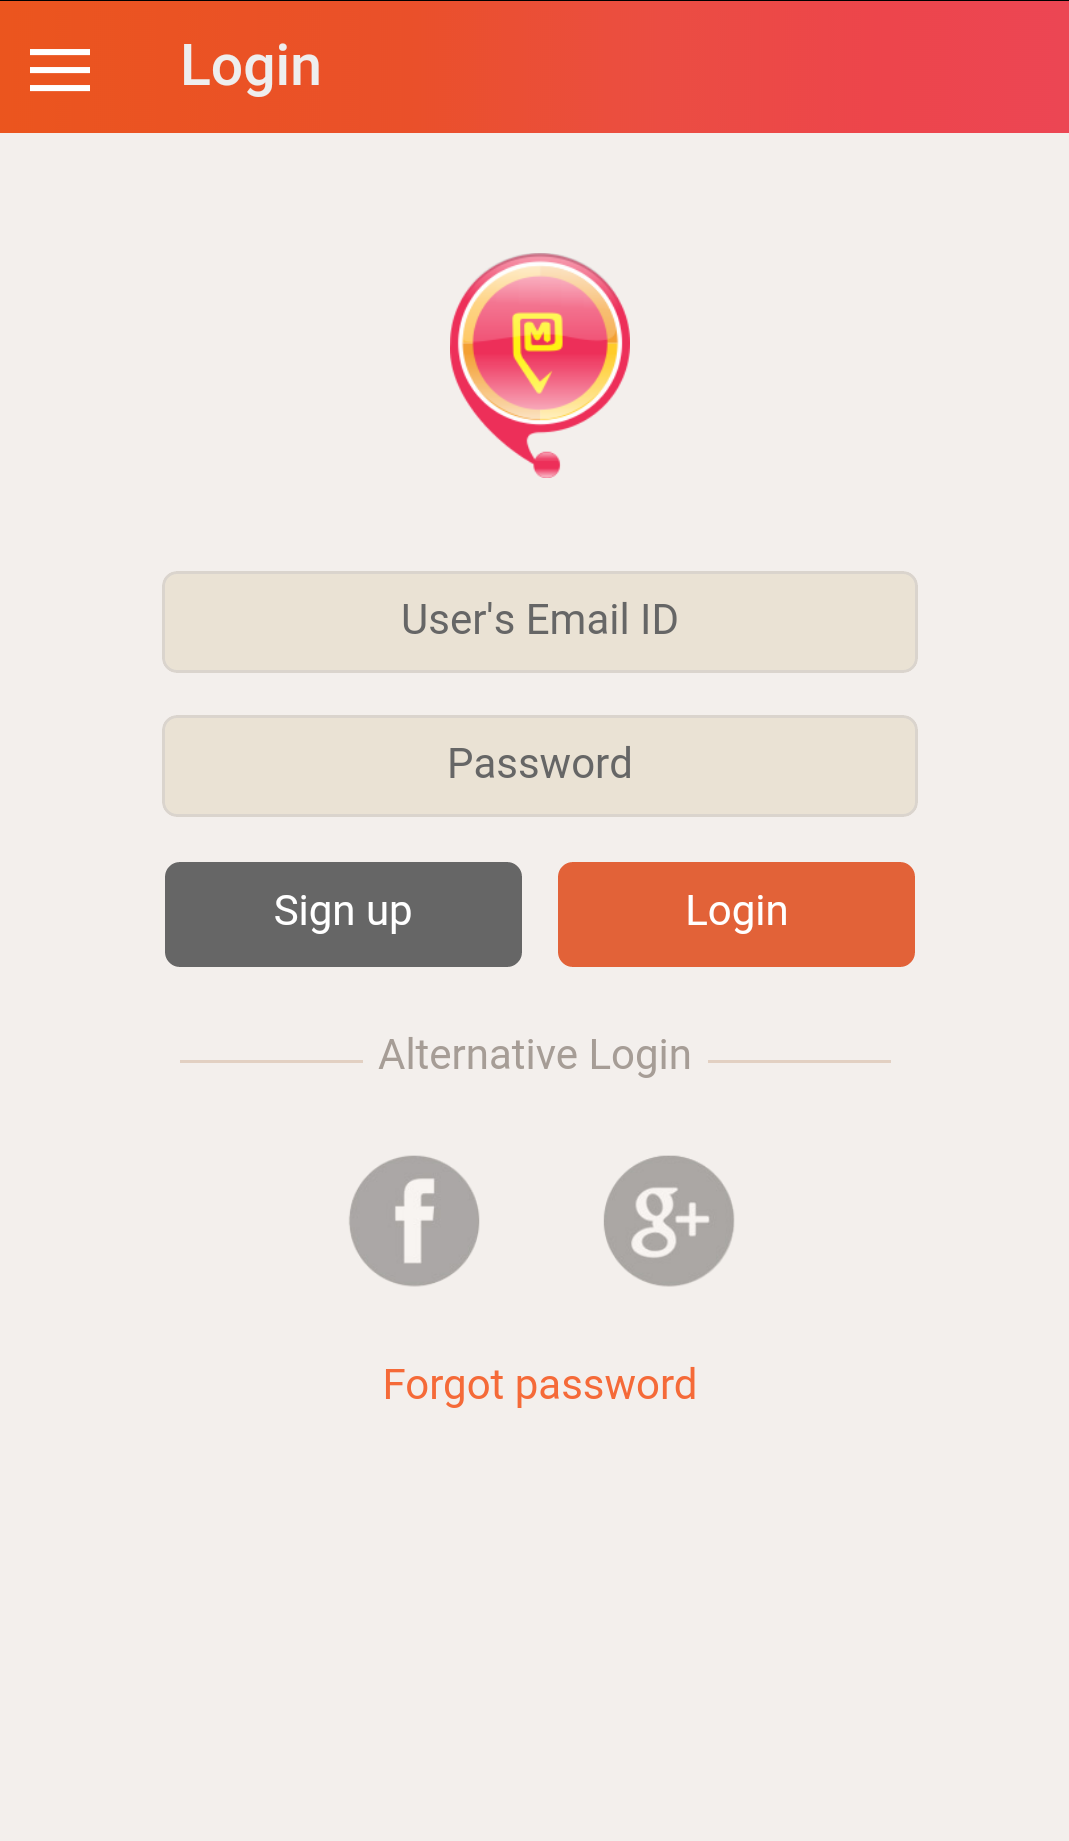 Login
M
User's Email ID
Password
Sign up
Login
Alternative Login
f
g+
Forgot password